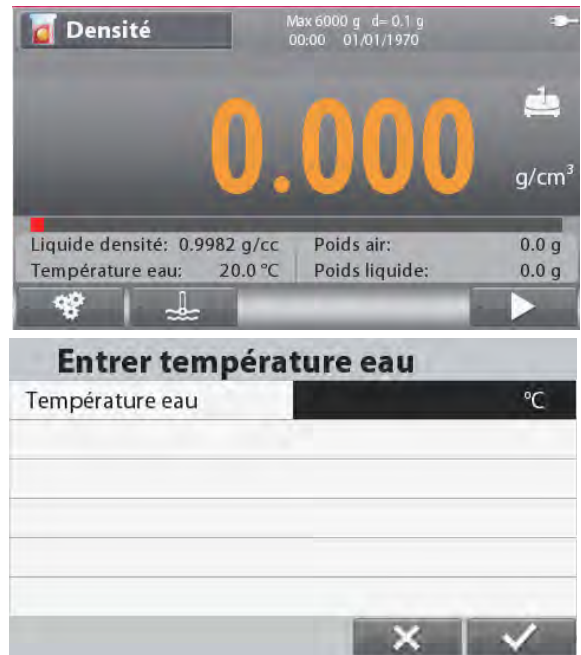 Densité
Max 6000 g d= 0.1 g
00:00 01/01/1970
0.000
1
g/cm³
Liquide densité: 0.9982 g/cc Poids air: 0.0 g
Température eau: 20.0 °C Poids liquide: 0.0 g
Entrer température eau
Température eau °C